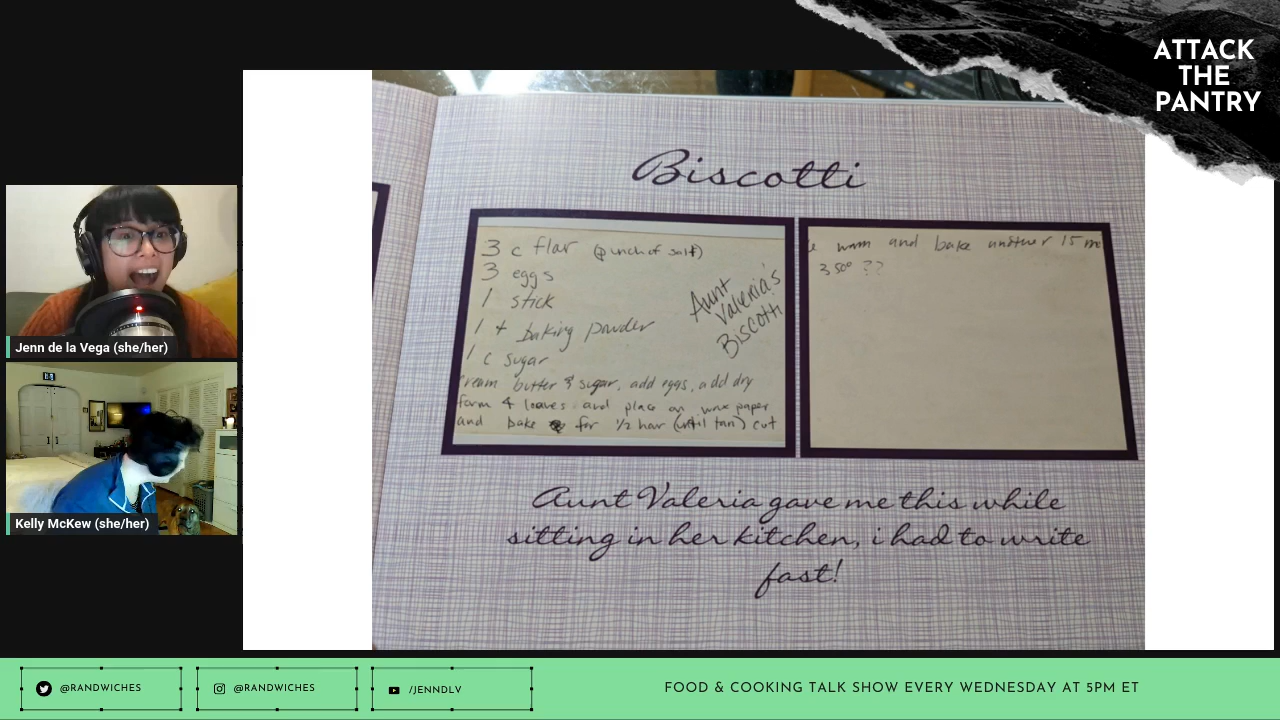 ATTACK
THE
PANTRY
Biscotti
3 c flar (pinch of salt)
3 eggs
1 stick
1 t baking powder
1 c sugar
Aunt
Valeria's
Biscotti
cream butter & sugar, add eggs, add dry
form 4 loaves and place on wax paper
and bake for 1/2 hour (until tan) cut
warm and bake another 15 m
350° ??
Aunt Valeria gave me this while
sitting in her kitchen, i had to write
fast!
Jenn de la Vega (she/her)
Kelly McKew (she/her)
@RANDWICHES
@RANDWICHES
/JENNDLV
FOOD & COOKING TALK SHOW EVERY WEDNESDAY AT 5PM ET